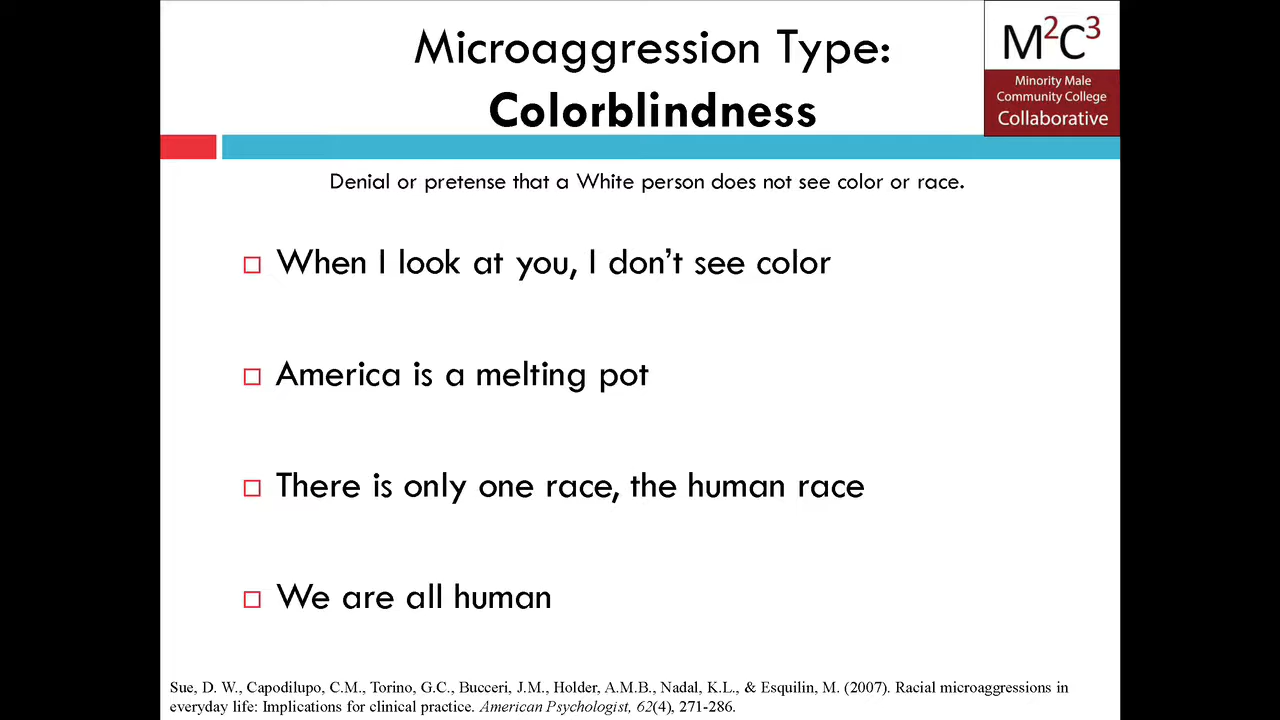 Microaggression Type:
Colorblindness
M²C³
Minority Male
Community College
Collaborative
Denial or pretense that a White person does not see color or race.
When I look at you, I don’t see color
America is a melting pot
There is only one race, the human race
We are all human
Sue, D. W., Capodilupo, C.M., Torino, G.C., Bucceri, J.M., Holder, A.M.B., Nadal, K.L., & Esquilin, M. (2007). Racial microaggressions in
everyday life: Implications for clinical practice. American Psychologist, 62(4), 271-286.